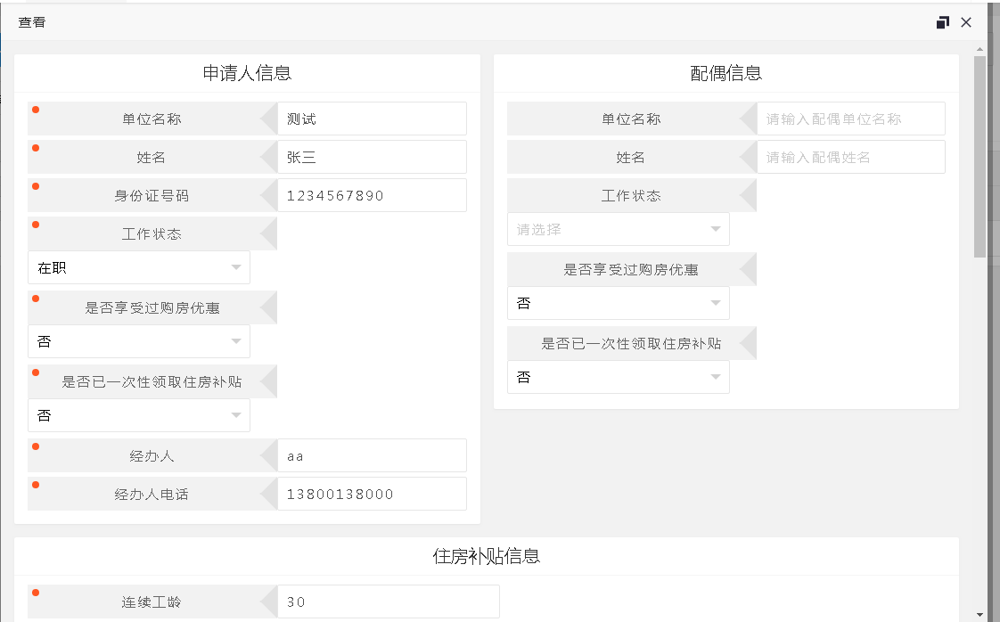 查看
申请人信息
单位名称 测试
姓名 张三
身份证号码 1234567890
工作状态
在职
是否享受过购房优惠
否
是否已一次性领取住房补贴
否
经办人 aa
经办人电话 13800138000
配偶信息
单位名称 请输入配偶单位名称
姓名 请输入配偶姓名
工作状态
请选择
是否享受过购房优惠
否
是否已一次性领取住房补贴
否
住房补贴信息
连续工龄 30